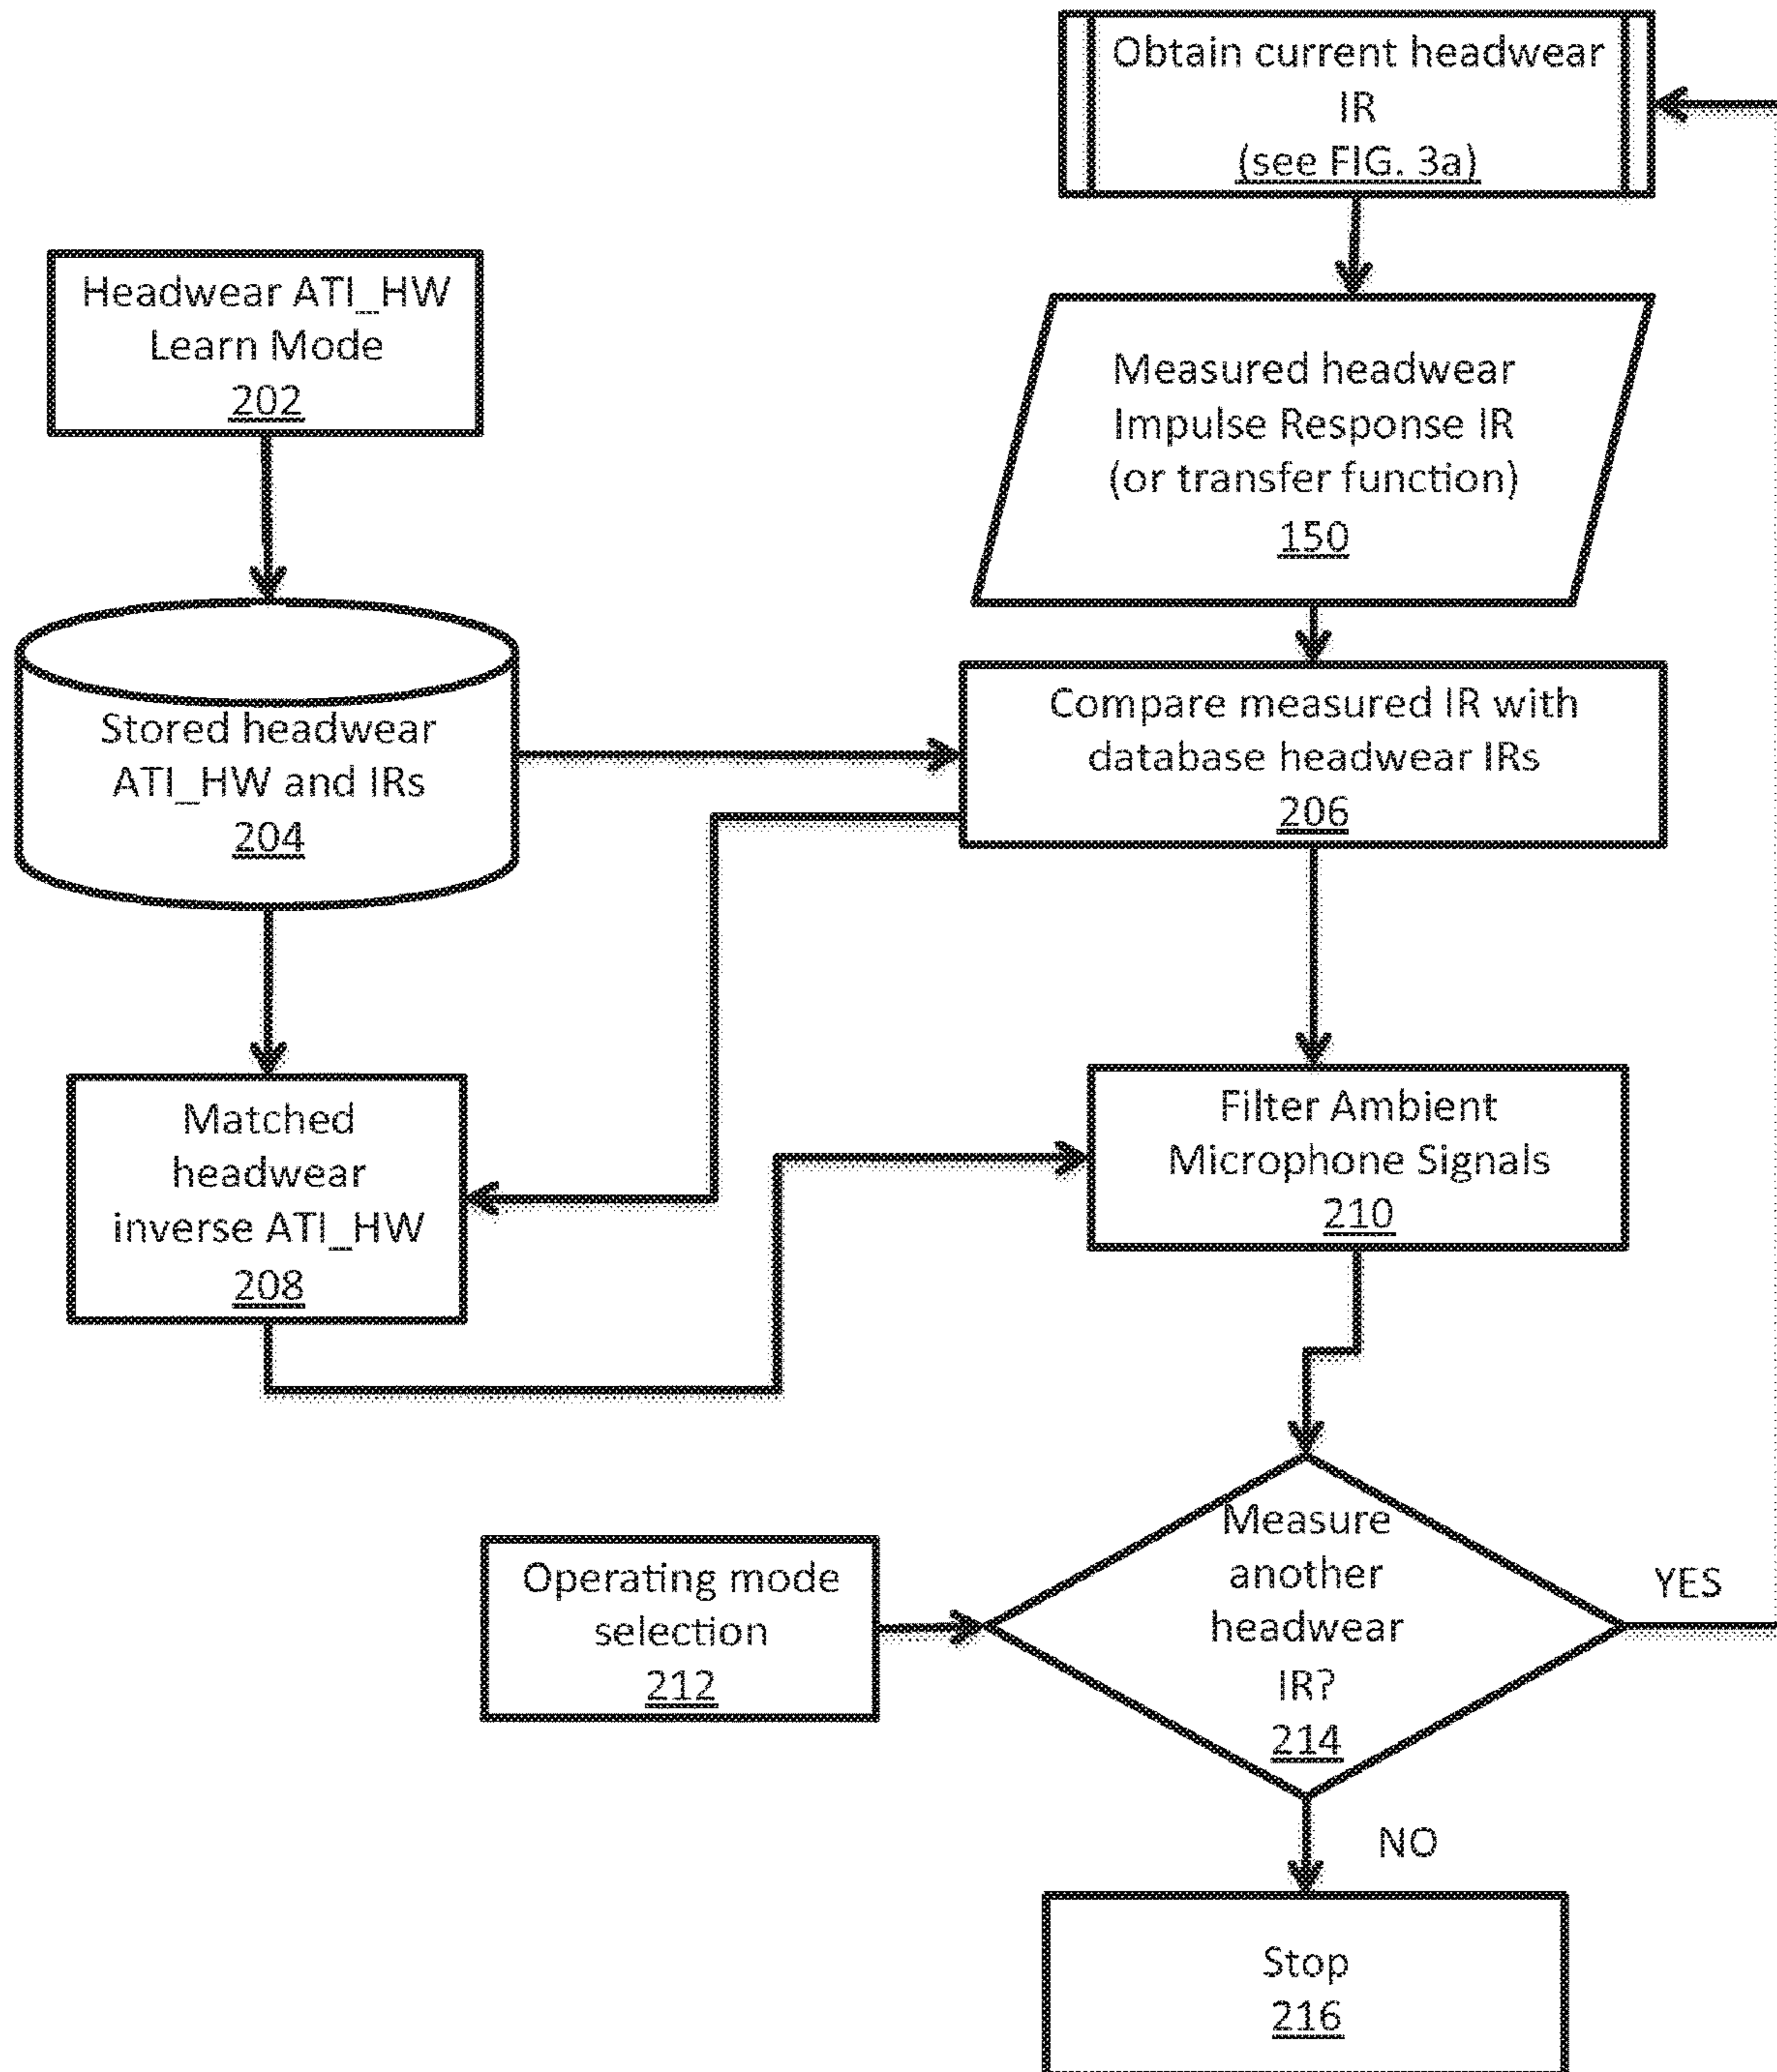 Obtain current headwear
IR
(see FIG. 3a)
Headwear ATI_HW
Learn Mode
202
Measured headwear
Impulse Response IR
(or transfer function)
150
Stored headwear
ATI_HW and IRs
204
Compare measured IR with
database headwear IRs
206
Matched
headwear
inverse ATI_HW
208
Filter Ambient
Microphone Signals
210
Operating mode
selection
212
Measure
another
headwear
IR?
214
YES
NO
Stop
216